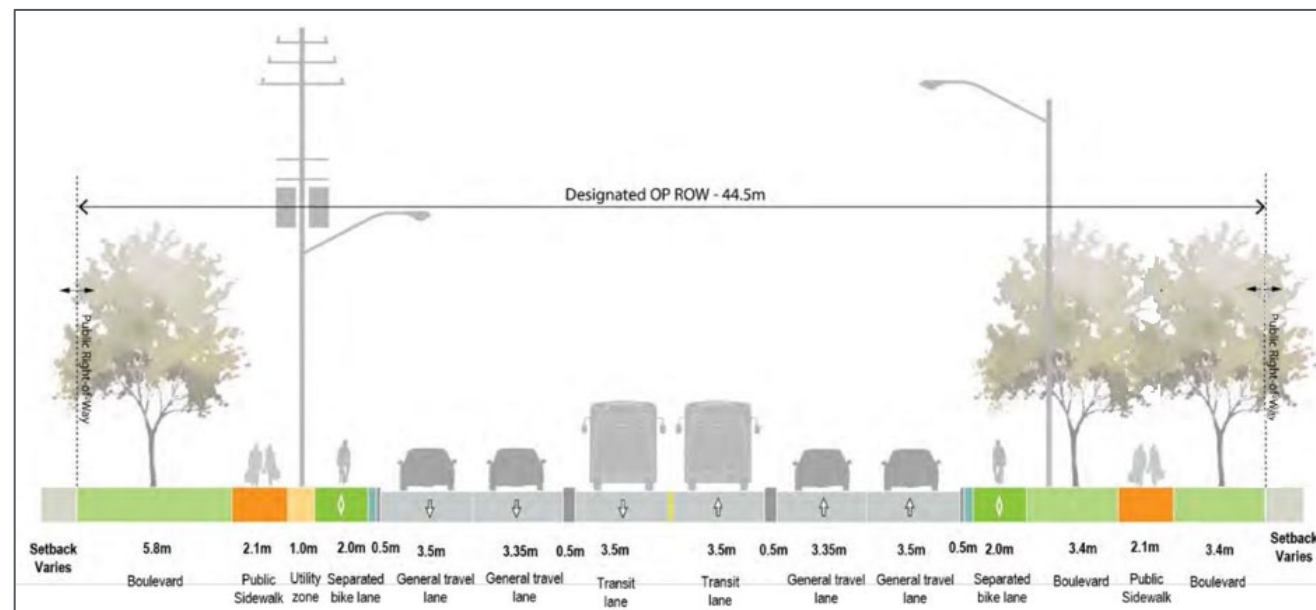 Designated OP ROW - 44.5m
Public Right-of-Way
Public Right-of-Way
Setback Varies
5.8m
Boulevard
2.1m
Public Sidewalk
1.0m
Utility zone
2.0m
Separated bike lane
0.5m
3.5m
General travel lane
3.35m
General travel lane
0.5m
3.5m
Transit lane
3.5m
Transit lane
0.5m
3.35m
General travel lane
3.5m
General travel lane
0.5m
2.0m
Separated bike lane
3.4m
Boulevard
2.1m
Public Sidewalk
3.4m
Boulevard
Setback Varies